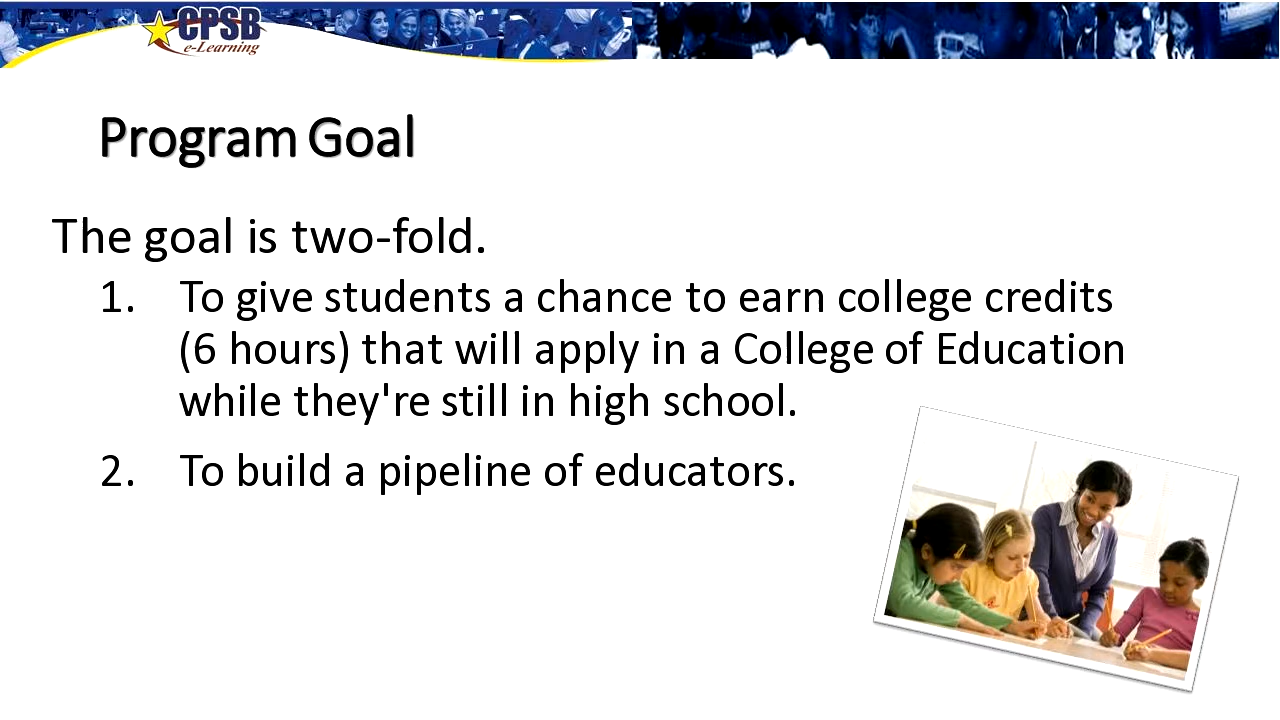 CPSB
e-Learning
Program Goal
The goal is two-fold.
1. To give students a chance to earn college credits
(6 hours) that will apply in a College of Education
while they're still in high school.
2. To build a pipeline of educators.